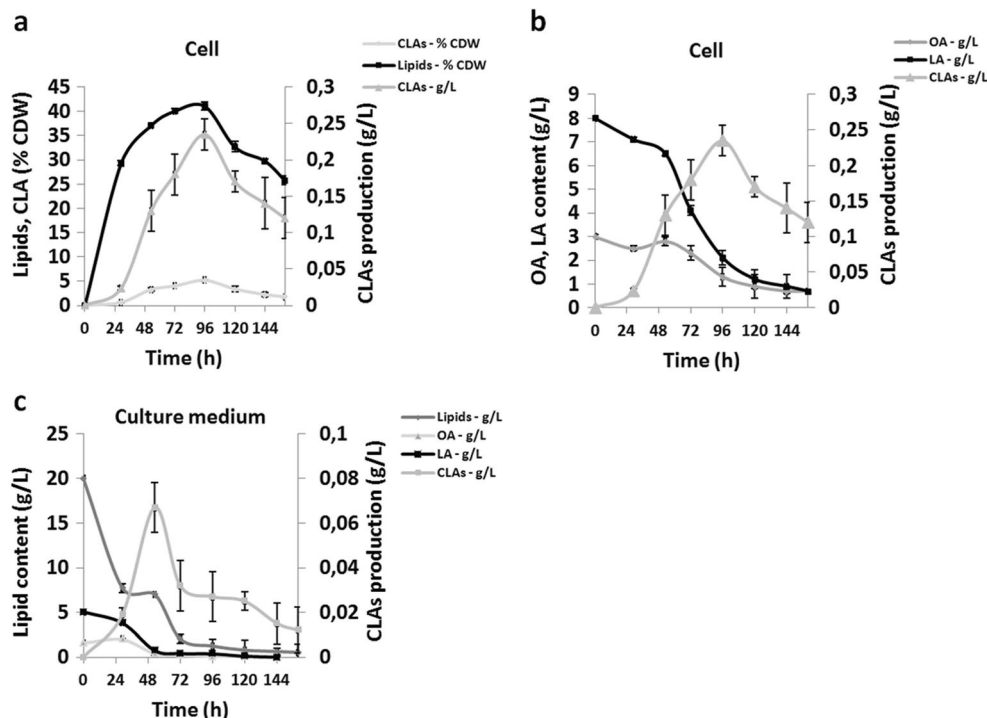 a
Cell
CLAs - % CDW
Lipids - % CDW
CLAs - g/L
Lipids, CLA (% CDW)
45
40
35
30
25
20
15
10
5
0
0,3
0,25
0,2
0,15
0,1
0,05
0
CLAs production (g/L)
0 24 48 72 96 120 144
Time (h)
b
Cell
OA - g/L
LA - g/L
CLAs - g/L
OA, LA content (g/L)
9
8
7
6
5
4
3
2
1
0
0,3
0,25
0,2
0,15
0,1
0,05
0
CLAs production (g/L)
0 24 48 72 96 120 144
Time (h)
c
Culture medium
Lipids - g/L
OA - g/L
LA - g/L
CLAs - g/L
Lipid content (g/L)
25
20
15
10
5
0
0,1
0,08
0,06
0,04
0,02
0
CLAs production (g/L)
0 24 48 72 96 120 144
Time (h)